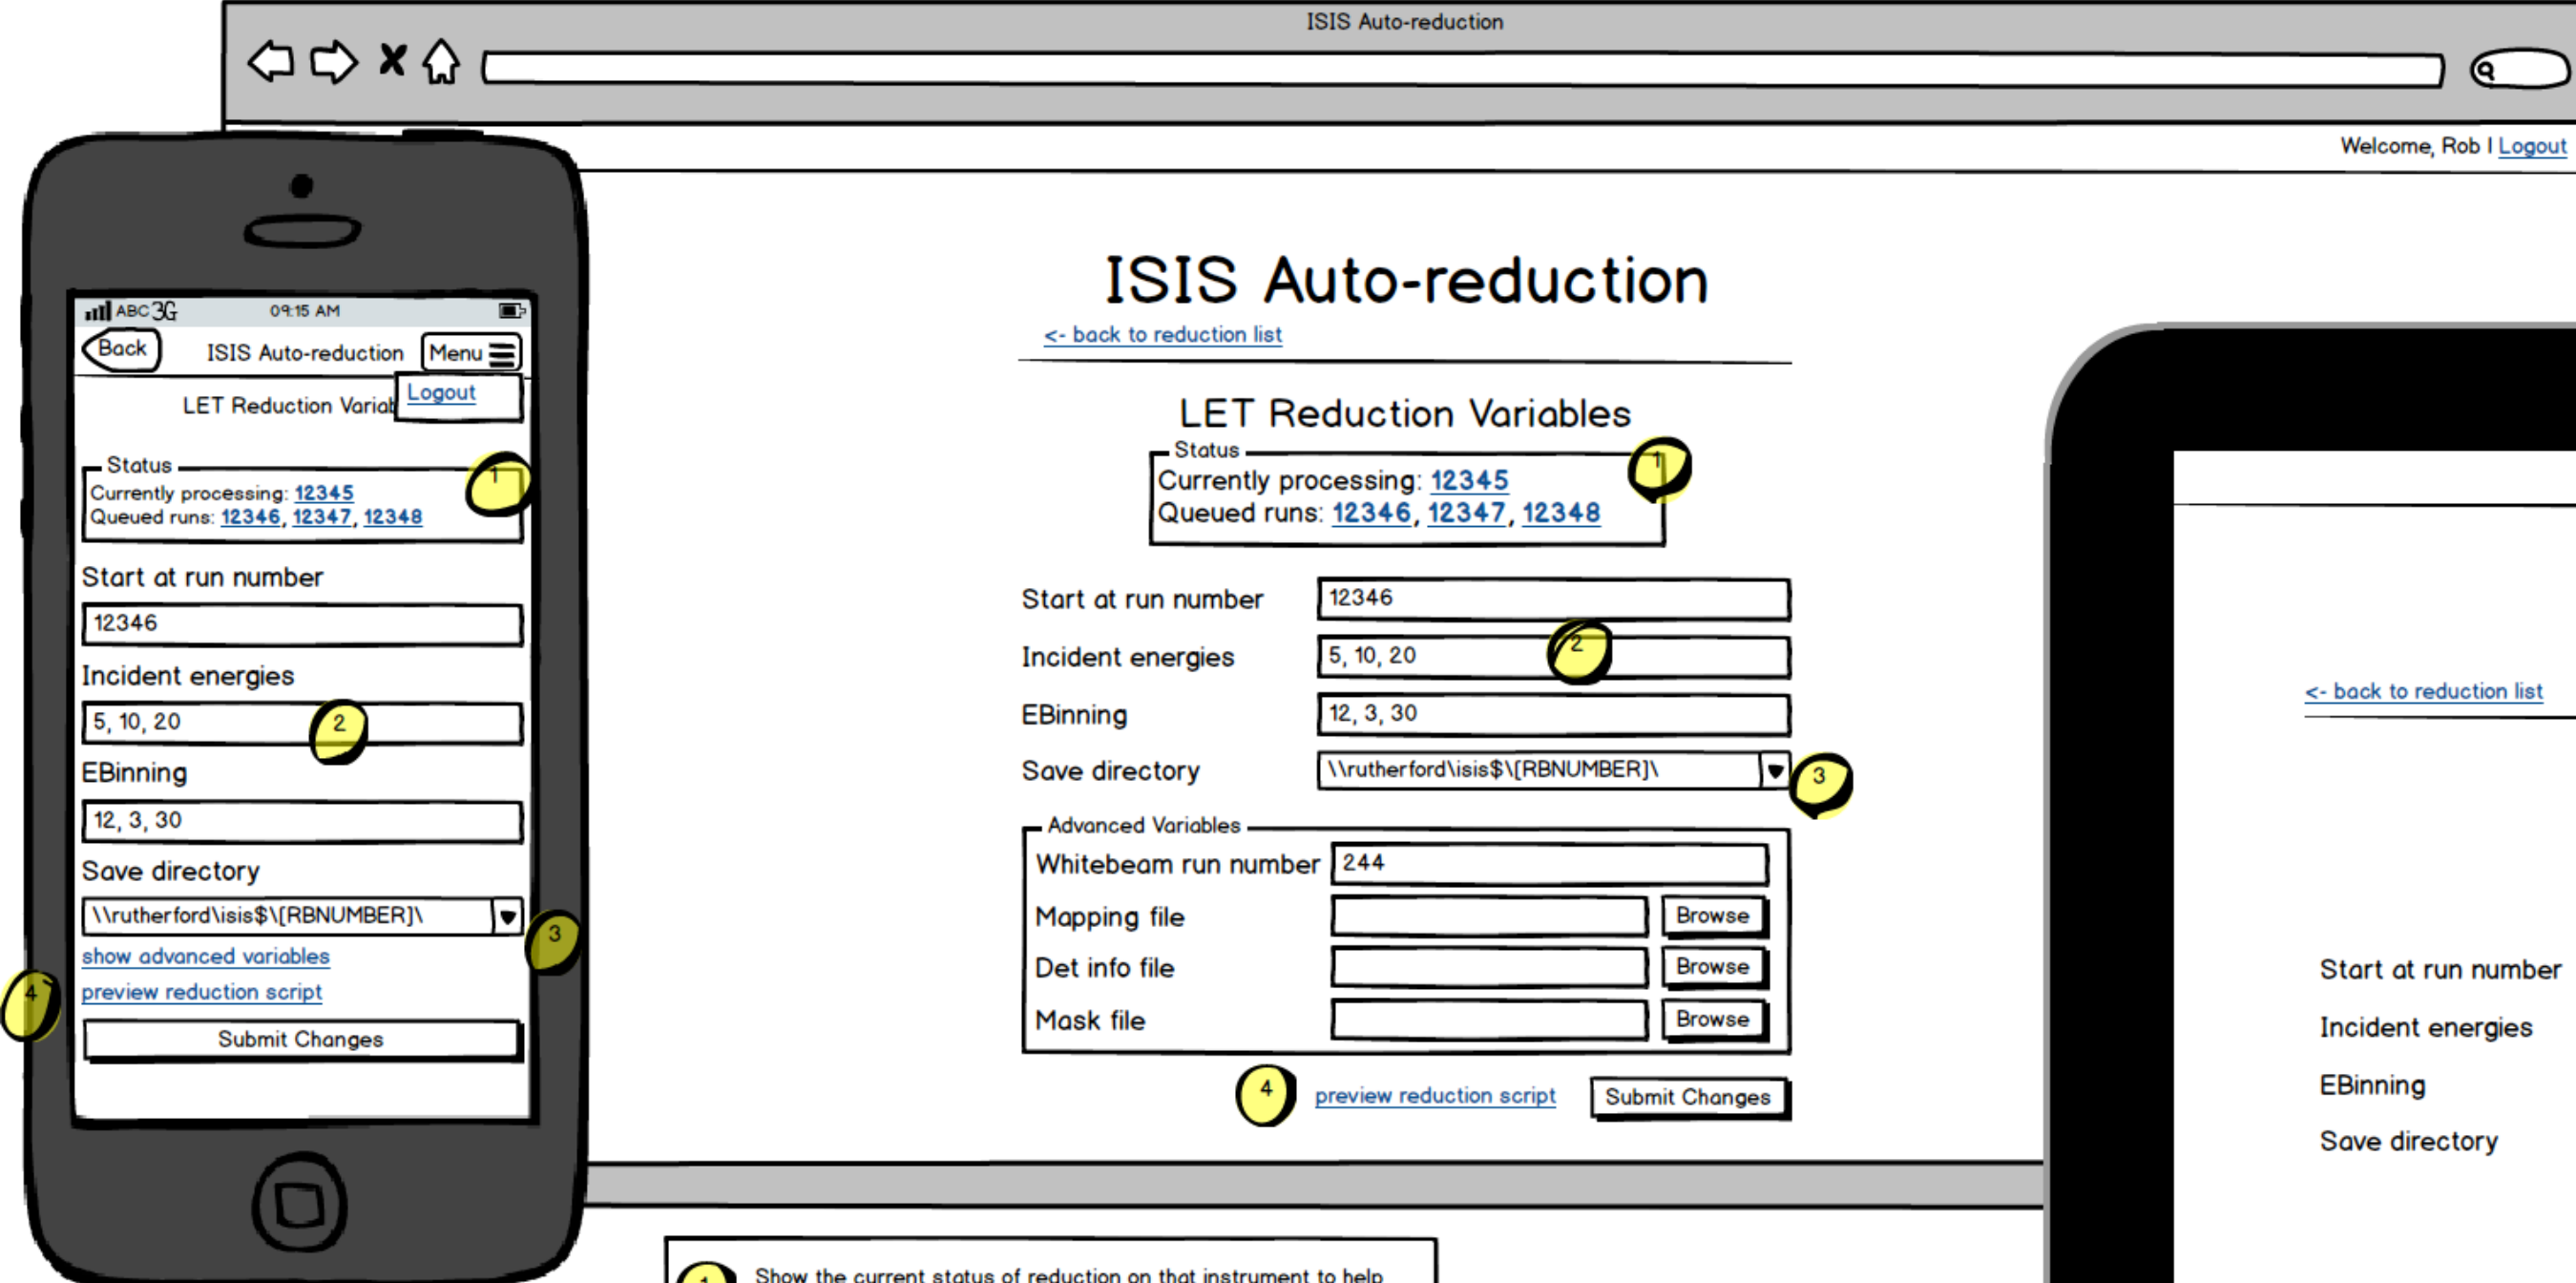 ISIS Auto-reduction
Welcome, Rob | Logout
ABC 3G 09:15 AM
Back ISIS Auto-reduction Menu
Logout
LET Reduction Variab
Status
1
Currently processing: 12345
Queued runs: 12346, 12347, 12348
Start at run number
12346
Incident energies
5, 10, 20
2
EBinning
12, 3, 30
Save directory
\\rutherford\isis$\[RBNUMBER]\
3
show advanced variables
4
preview reduction script
Submit Changes
ISIS Auto-reduction
<- back to reduction list
LET Reduction Variables
Status
1
Currently processing: 12345
Queued runs: 12346, 12347, 12348
Start at run number 12346
Incident energies 5, 10, 20
2
EBinning 12, 3, 30
Save directory \\rutherford\isis$\[RBNUMBER]\
3
Advanced Variables
Whitebeam run number 244
Mapping file Browse
Det info file Browse
Mask file Browse
4
preview reduction script Submit Changes
<- back to reduction list
Start at run number
Incident energies
EBinning
Save directory
1
Show the current status of reduction on that instrument to help